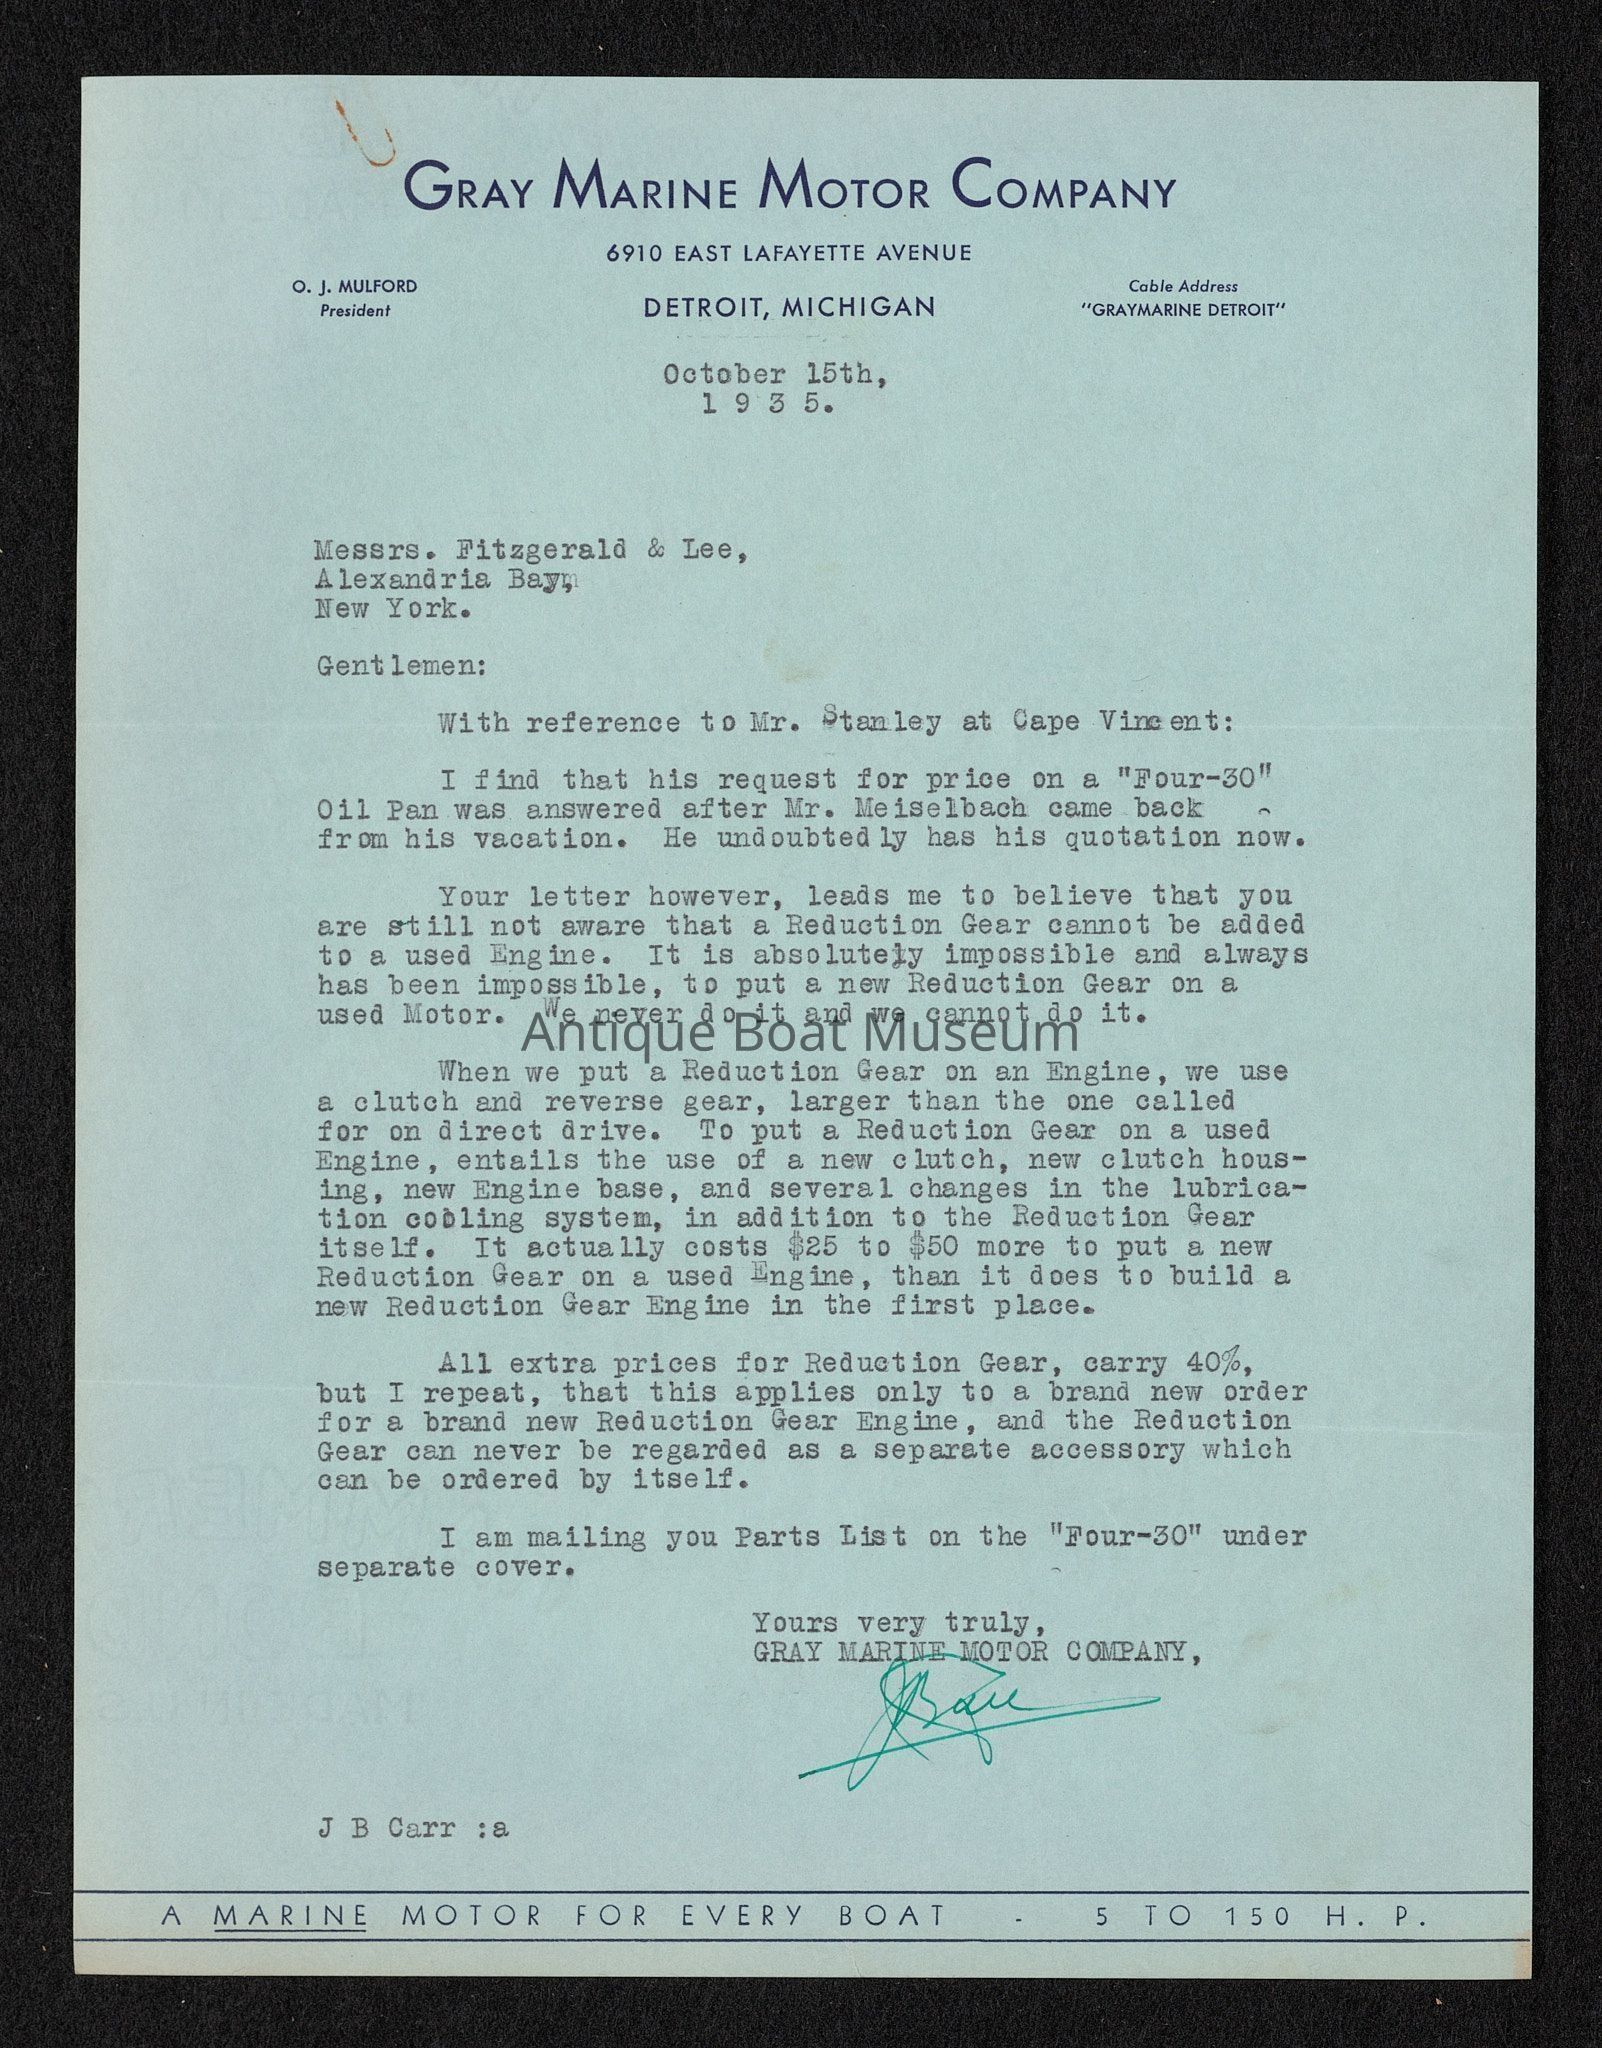 GRAY MARINE MOTOR COMPANY
6910 EAST LAFAYETTE AVENUE
O. J. MULFORD
President
DETROIT, MICHIGAN
Cable Address
"GRAYMARINE DETROIT"
October 15th,
1 9 3 5.
Messrs. Fitzgerald & Lee,
Alexandria Bay,
New York.
Gentlemen:
With reference to Mr. Stanley at Cape Vincent:
I find that his request for price on a "Four-30"
Oil Pan was answered after Mr. Meiselbach came back
from his vacation. He undoubtedly has his quotation now.
Your letter however, leads me to believe that you
are still not aware that a Reduction Gear cannot be added
to a used Engine. It is absolutely impossible and always
has been impossible, to put a new Reduction Gear on a
used Motor. We never do it and we cannot do it.
Antique Boat Museum
When we put a Reduction Gear on an Engine, we use
a clutch and reverse gear, larger than the one called
for on direct drive. To put a Reduction Gear on a used
Engine, entails the use of a new clutch, new clutch hous-
ing, new Engine base, and several changes in the lubrica-
tion cooling system, in addition to the Reduction Gear
itself. It actually costs $25 to $50 more to put a new
Reduction Gear on a used Engine, than it does to build a
new Reduction Gear Engine in the first place.
All extra prices for Reduction Gear, carry 40%,
but I repeat, that this applies only to a brand new order
for a brand new Reduction Gear Engine, and the Reduction
Gear can never be regarded as a separate accessory which
can be ordered by itself.
I am mailing you Parts List on the "Four-30" under
separate cover.
Yours very truly,
GRAY MARINE MOTOR COMPANY,
J B Carr :a
A MARINE MOTOR FOR EVERY BOAT - 5 TO 150 H. P.